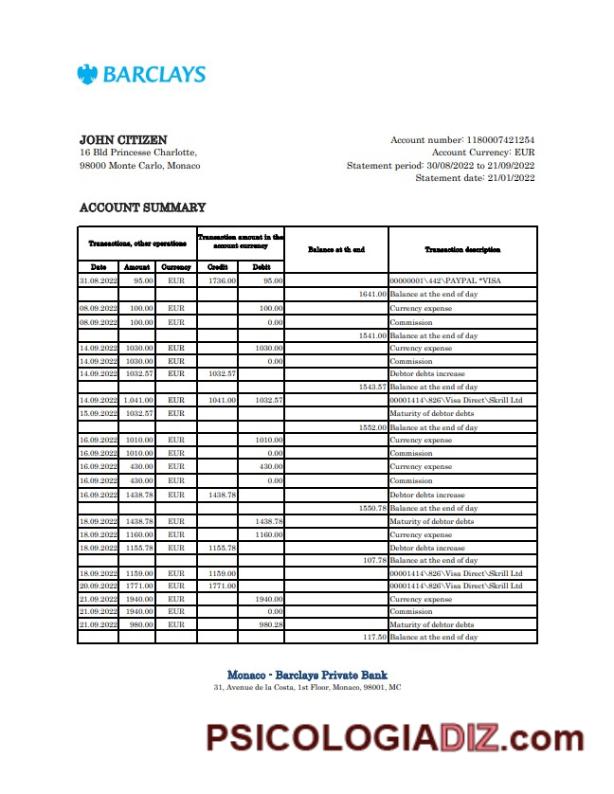 BARCLAYS
JOHN CITIZEN
16 Bld Princesse Charlotte,
98000 Monte Carlo, Monaco
Account number: 1180007421254
Account Currency: EUR
Statement period: 30/08/2022 to 21/09/2022
Statement date: 21/01/2022
ACCOUNT SUMMARY
Transactions, other operations Transaction amount in the account currency Balance at th end Transaction description
Date Amount Currency Credit Debit
31.08.2022 95.00 EUR 1736.00 95.00 00000001\442\PAYPAL *VISA
1641.00 Balance at the end of day
08.09.2022 100.00 EUR 100.00 Currency expense
08.09.2022 100.00 EUR 0.00 Commission
1541.00 Balance at the end of day
14.09.2022 1030.00 EUR 1030.00 Currency expense
14.09.2022 1030.00 EUR 0.00 Commission
14.09.2022 1032.57 EUR 1032.57 Debtor debts increase
1543.57 Balance at the end of day
14.09.2022 1.041.00 EUR 1041.00 1032.57 00001414\826\Visa Direct\Skrill Ltd
15.09.2022 1032.57 EUR Maturity of debtor debts
1552.00 Balance at the end of day
16.09.2022 1010.00 EUR 1010.00 Currency expense
16.09.2022 1010.00 EUR 0.00 Commission
16.09.2022 430.00 EUR 430.00 Currency expense
16.09.2022 430.00 EUR 0.00 Commission
16.09.2022 1438.78 EUR 1438.78 Debtor debts increase
1550.78 Balance at the end of day
18.09.2022 1438.78 EUR 1438.78 Maturity of debtor debts
18.09.2022 1160.00 EUR 1160.00 Currency expense
18.09.2022 1155.78 EUR 1155.78 Debtor debts increase
107.78 Balance at the end of day
18.09.2022 1159.00 EUR 1159.00 00001414\826\Visa Direct\Skrill Ltd
20.09.2022 1771.00 EUR 1771.00 00001414\826\Visa Direct\Skrill Ltd
21.09.2022 1940.00 EUR 1940.00 Currency expense
21.09.2022 1940.00 EUR 0.00 Commission
21.09.2022 980.00 EUR 980.28 Maturity of debtor debts
117.50 Balance at the end of day
Monaco - Barclays Private Bank
31, Avenue de la Costa, 1st Floor, Monaco, 98001, MC
PSICOLOGIADIZ.com